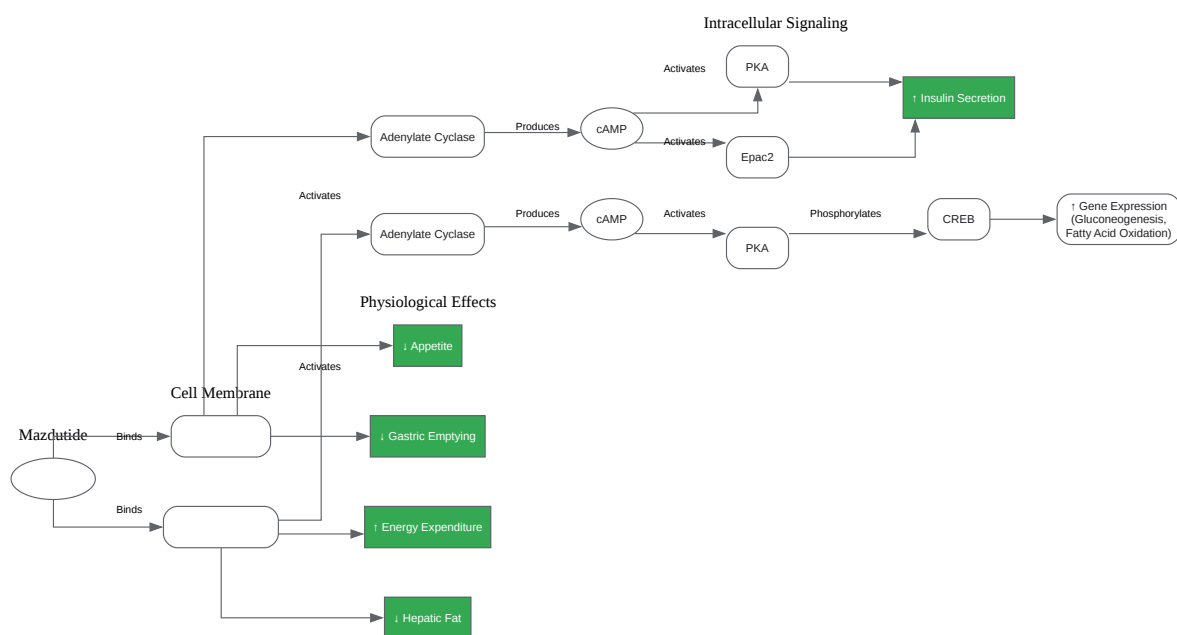 Intracellular Signaling
Activates
PKA
↑ Insulin Secretion
Adenylate Cyclase
Produces
cAMP
Activates
Epac2
Activates
Adenylate Cyclase
Produces
cAMP
Activates
PKA
Phosphorylates
CREB
↑ Gene Expression
(Gluconeogenesis,
Fatty Acid Oxidation)
Physiological Effects
↓ Appetite
Activates
Cell Membrane
Mazdutide
Binds
↓ Gastric Emptying
Binds
↑ Energy Expenditure
↓ Hepatic Fat